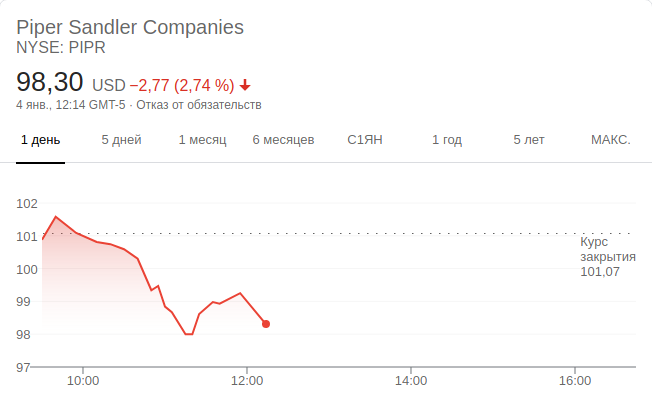 Piper Sandler Companies
NYSE: PIPR
98,30 USD −2,77 (2,74 %)
4 янв., 12:14 GMT-5 · Отказ от обязательств
1 день 5 дней 1 месяц 6 месяцев С1ЯН 1 год 5 лет МАКС.
102
101
100
99
98
97
Курс
закрытия
101,07
10:00 12:00 14:00 16:00